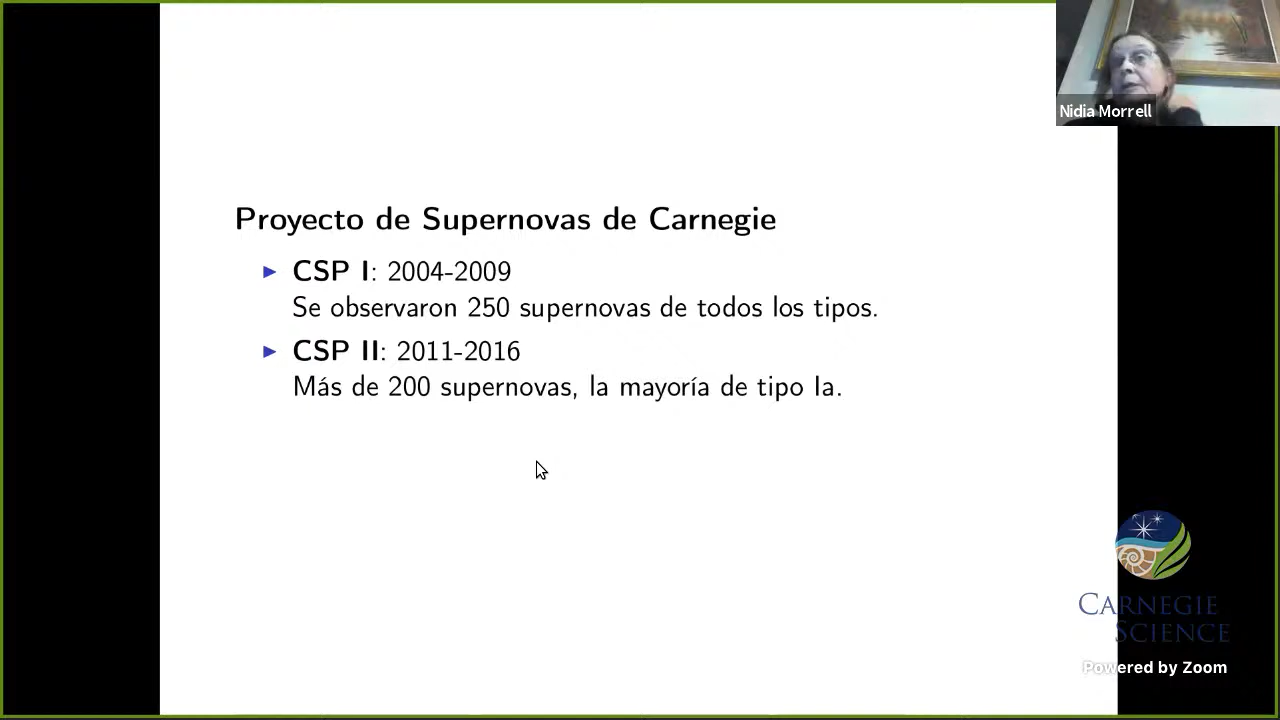 Nidia Morrell
Proyecto de Supernovas de Carnegie
CSP I: 2004-2009
Se observaron 250 supernovas de todos los tipos.
CSP II: 2011-2016
Más de 200 supernovas, la mayoría de tipo Ia.
CARNEGIE
SCIENCE
Powered by Zoom